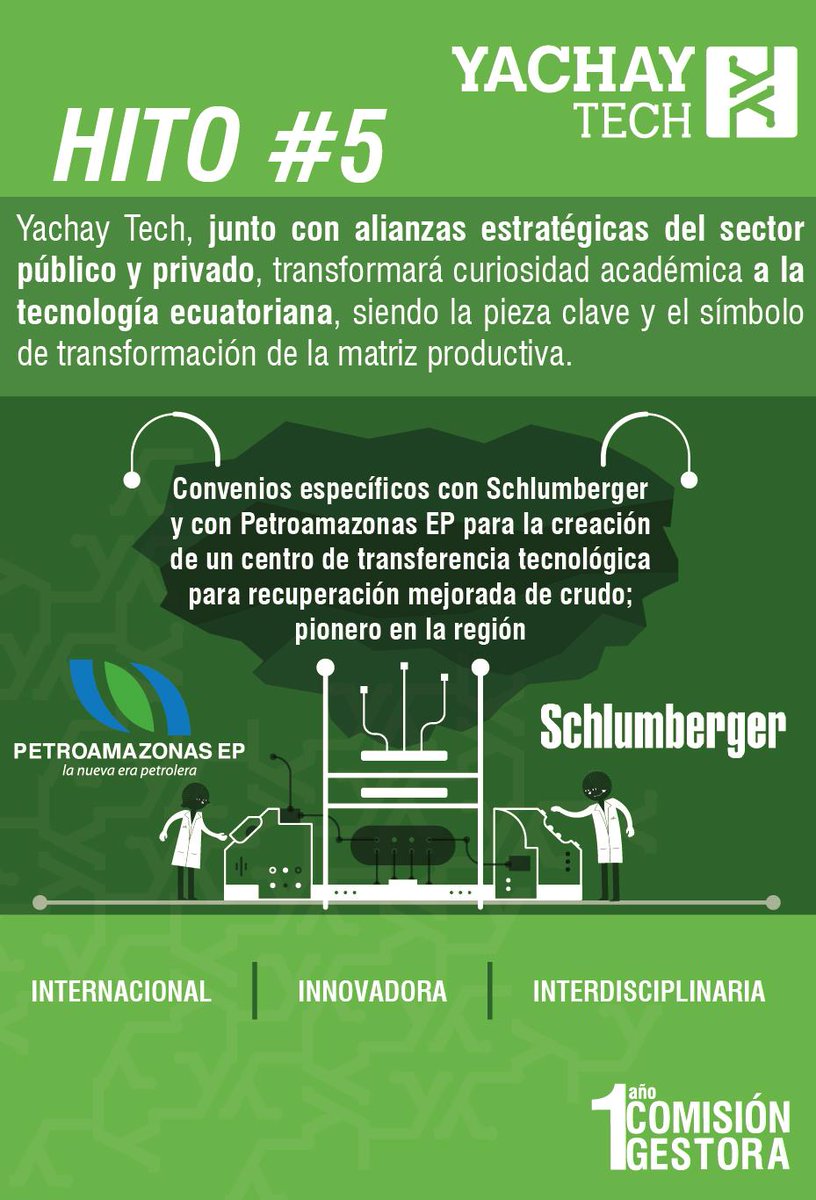 YACHAY
TECH
HITO #5
Yachay Tech, junto con alianzas estratégicas del sector
público y privado, transformará curiosidad académica a la
tecnología ecuatoriana, siendo la pieza clave y el símbolo
de transformación de la matriz productiva.
Convenios específicos con Schlumberger
y con Petroamazonas EP para la creación
de un centro de transferencia tecnológica
para recuperación mejorada de crudo;
pionero en la región
PETROAMAZONAS EP
la nueva era petrolera
Schlumberger
INTERNACIONAL | INNOVADORA | INTERDISCIPLINARIA
1 año
COMISIÓN
GESTORA